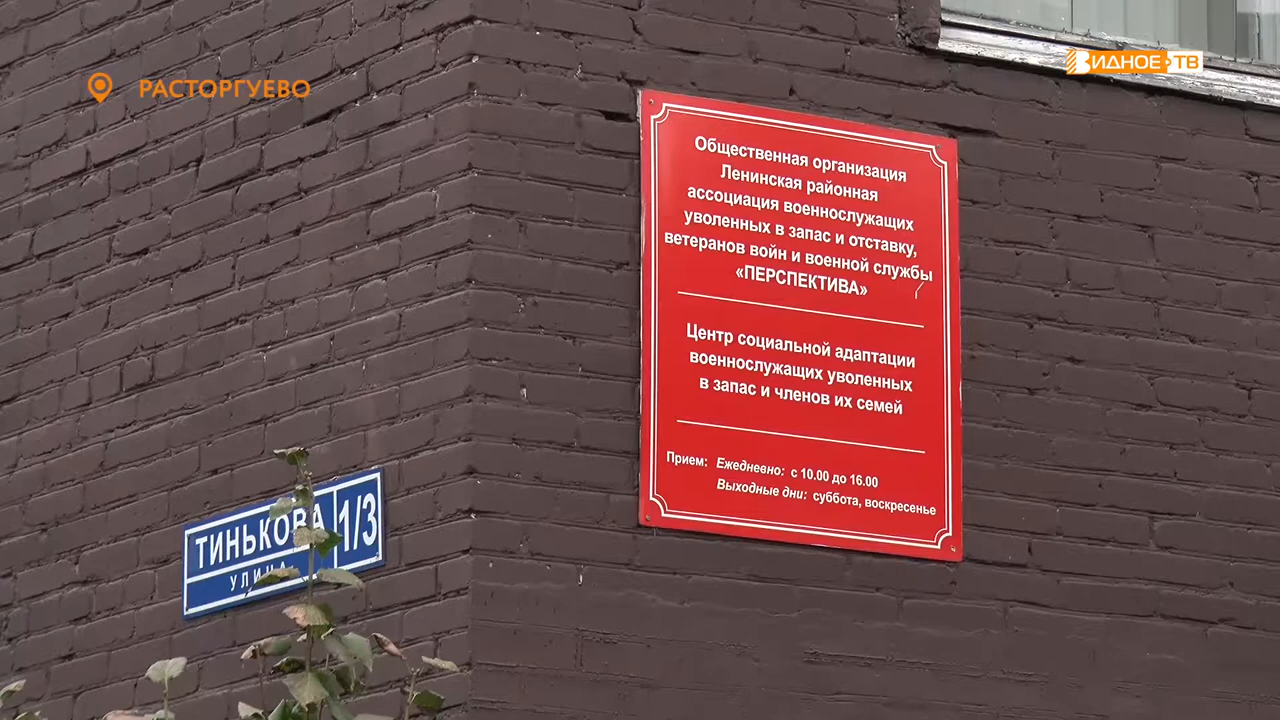 РАСТОРГУЕВО
ВИДНОЕ ТВ
Общественная организация
Ленинская районная
ассоциация военнослужащих
уволенных в запас и отставку,
ветеранов войн и военной службы
«ПЕРСПЕКТИВА»
Центр социальной адаптации
военнослужащих уволенных
в запас и членов их семей
Прием: Ежедневно: с 10.00 до 16.00
Выходные дни: суббота, воскресенье
ТИНЬКОВА 1/3
УЛИЦА